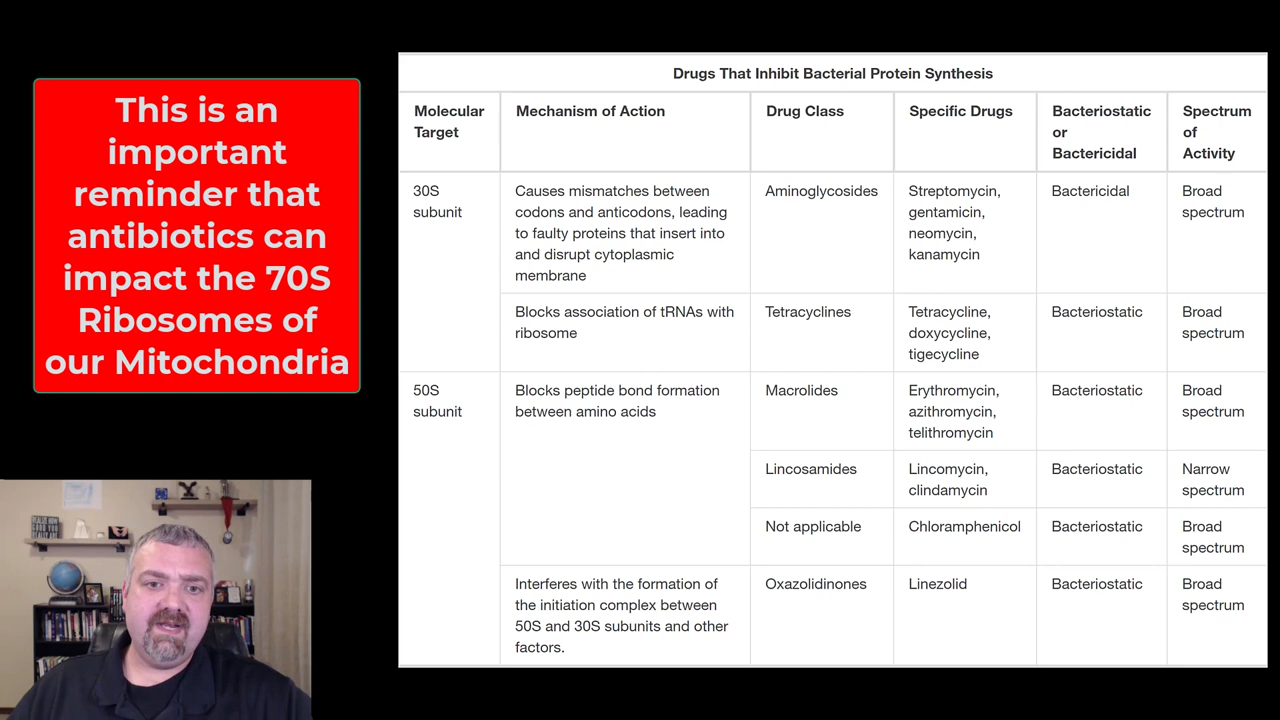 This is an
important
reminder that
antibiotics can
impact the 70S
Ribosomes of
our Mitochondria
Drugs That Inhibit Bacterial Protein Synthesis
Molecular
Target
Mechanism of Action
Drug Class
Specific Drugs
Bacteriostatic
or
Bactericidal
Spectrum
of
Activity
30S
subunit
Causes mismatches between
codons and anticodons, leading
to faulty proteins that insert into
and disrupt cytoplasmic
membrane
Aminoglycosides
Streptomycin,
gentamicin,
neomycin,
kanamycin
Bactericidal
Broad
spectrum
Blocks association of tRNAs with
ribosome
Tetracyclines
Tetracycline,
doxycycline,
tigecycline
Bacteriostatic
Broad
spectrum
50S
subunit
Blocks peptide bond formation
between amino acids
Macrolides
Erythromycin,
azithromycin,
telithromycin
Bacteriostatic
Broad
spectrum
Lincosamides
Lincomycin,
clindamycin
Bacteriostatic
Narrow
spectrum
Not applicable
Chloramphenicol
Bacteriostatic
Broad
spectrum
Interferes with the formation of
the initiation complex between
50S and 30S subunits and other
factors.
Oxazolidinones
Linezolid
Bacteriostatic
Broad
spectrum